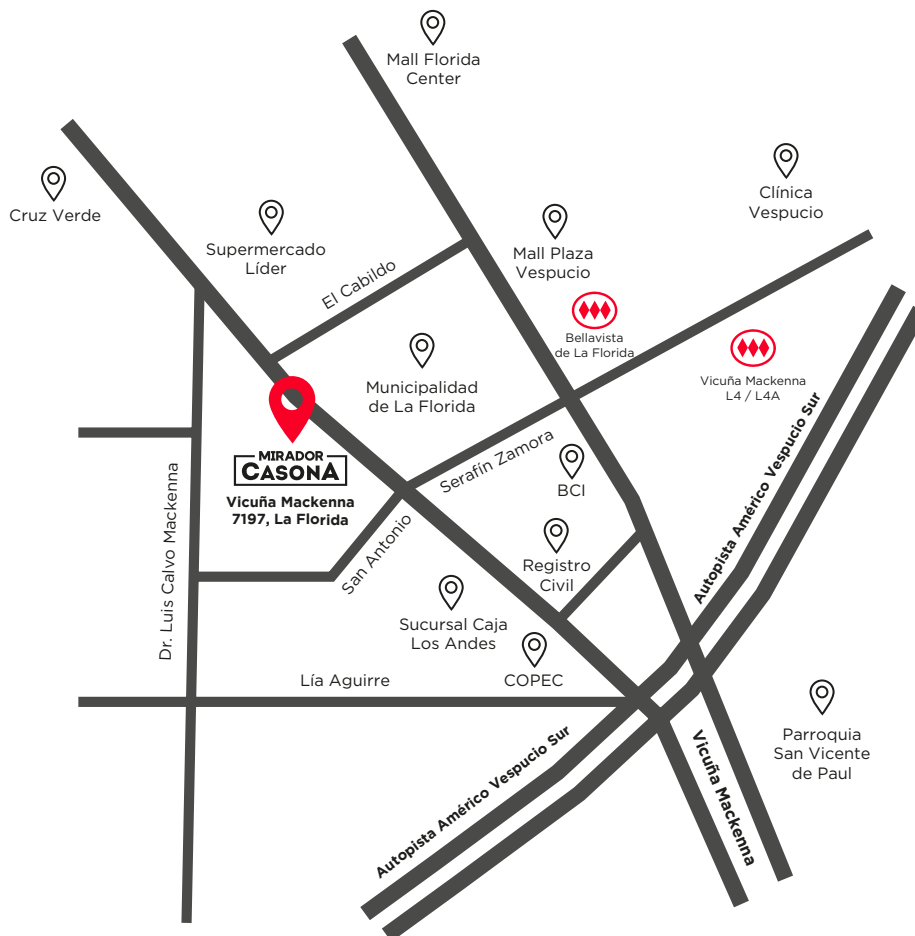 Mall Florida
Center
Cruz Verde
Clínica
Vespucio
Supermercado
Líder
El Cabildo
Mall Plaza
Vespucio
Bellavista
de La Florida
Vicuña Mackenna
L4 / L4A
Municipalidad
de La Florida
MIRADOR
CASONA
Vicuña Mackenna
7197, La Florida
Serafín Zamora
BCI
Autopista Américo Vespucio Sur
San Antonio
Registro
Civil
Dr. Luis Calvo Mackenna
Sucursal Caja
Los Andes
COPEC
Lía Aguirre
Parroquia
San Vicente
de Paul
Autopista Américo Vespucio Sur
Vicuña Mackenna